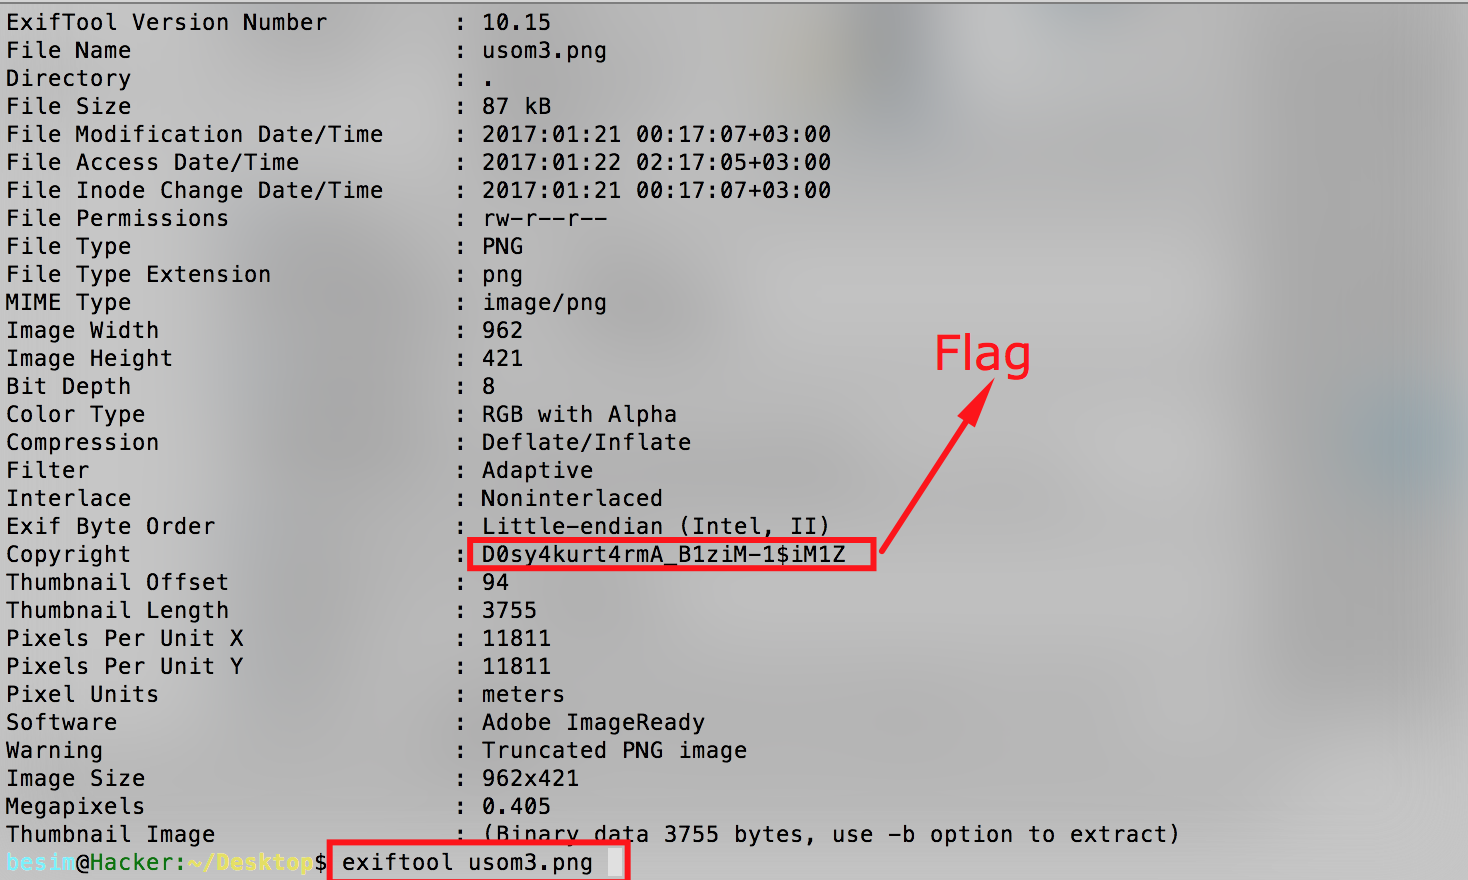 ExifTool Version Number : 10.15
File Name : usom3.png
Directory : .
File Size : 87 kB
File Modification Date/Time : 2017:01:21 00:17:07+03:00
File Access Date/Time : 2017:01:22 02:17:05+03:00
File Inode Change Date/Time : 2017:01:21 00:17:07+03:00
File Permissions : rw-r--r--
File Type : PNG
File Type Extension : png
MIME Type : image/png
Image Width : 962
Image Height : 421
Flag
Bit Depth : 8
Color Type : RGB with Alpha
Compression : Deflate/Inflate
Filter : Adaptive
Interlace : Noninterlaced
Exif Byte Order : Little-endian (Intel, II)
Copyright : D0sy4kurt4rmA_B1ziM-1$iM1Z
Thumbnail Offset : 94
Thumbnail Length : 3755
Pixels Per Unit X : 11811
Pixels Per Unit Y : 11811
Pixel Units : meters
Software : Adobe ImageReady
Warning : Truncated PNG image
Image Size : 962x421
Megapixels : 0.405
Thumbnail Image : (Binary data 3755 bytes, use -b option to extract)
besim@Hacker:~/Desktop$ exiftool usom3.png